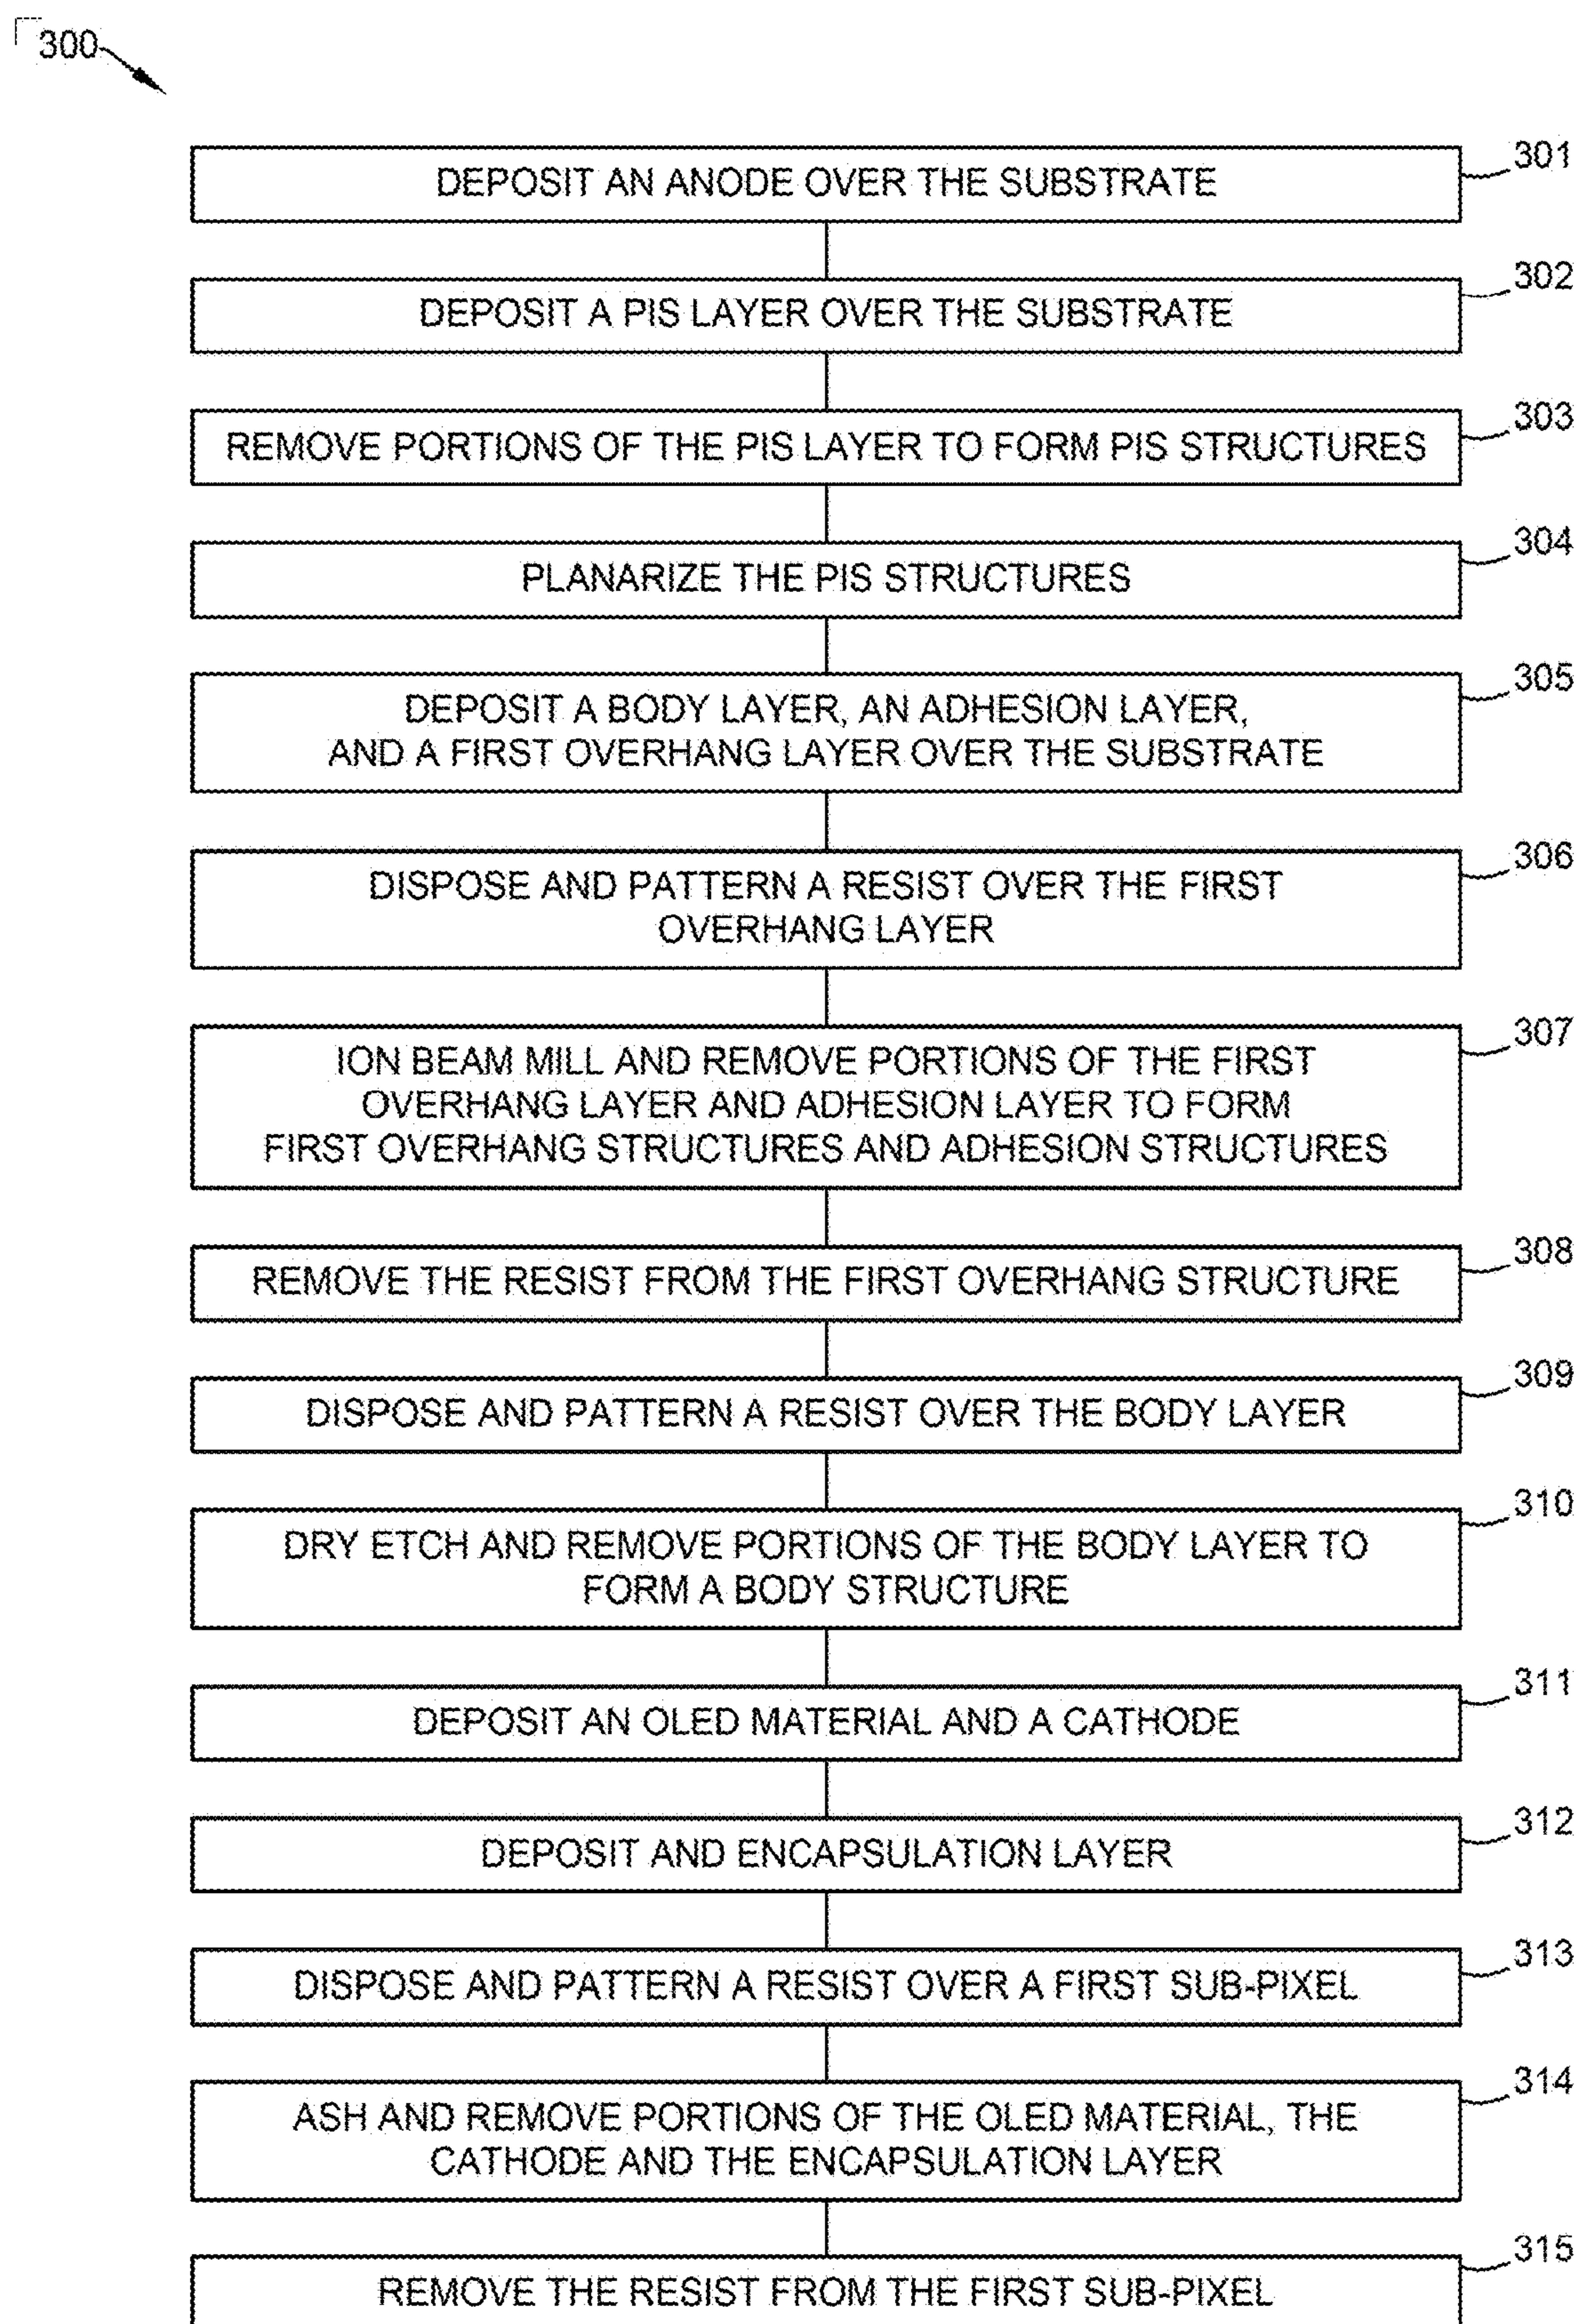 300
DEPOSIT AN ANODE OVER THE SUBSTRATE
301
DEPOSIT A PIS LAYER OVER THE SUBSTRATE
302
REMOVE PORTIONS OF THE PIS LAYER TO FORM PIS STRUCTURES
303
PLANARIZE THE PIS STRUCTURES
304
DEPOSIT A BODY LAYER, AN ADHESION LAYER,
AND A FIRST OVERHANG LAYER OVER THE SUBSTRATE
305
DISPOSE AND PATTERN A RESIST OVER THE FIRST
OVERHANG LAYER
306
ION BEAM MILL AND REMOVE PORTIONS OF THE FIRST
OVERHANG LAYER AND ADHESION LAYER TO FORM
FIRST OVERHANG STRUCTURES AND ADHESION STRUCTURES
307
REMOVE THE RESIST FROM THE FIRST OVERHANG STRUCTURE
308
DISPOSE AND PATTERN A RESIST OVER THE BODY LAYER
309
DRY ETCH AND REMOVE PORTIONS OF THE BODY LAYER TO
FORM A BODY STRUCTURE
310
DEPOSIT AN OLED MATERIAL AND A CATHODE
311
DEPOSIT AND ENCAPSULATION LAYER
312
DISPOSE AND PATTERN A RESIST OVER A FIRST SUB-PIXEL
313
ASH AND REMOVE PORTIONS OF THE OLED MATERIAL, THE
CATHODE AND THE ENCAPSULATION LAYER
314
REMOVE THE RESIST FROM THE FIRST SUB-PIXEL
315